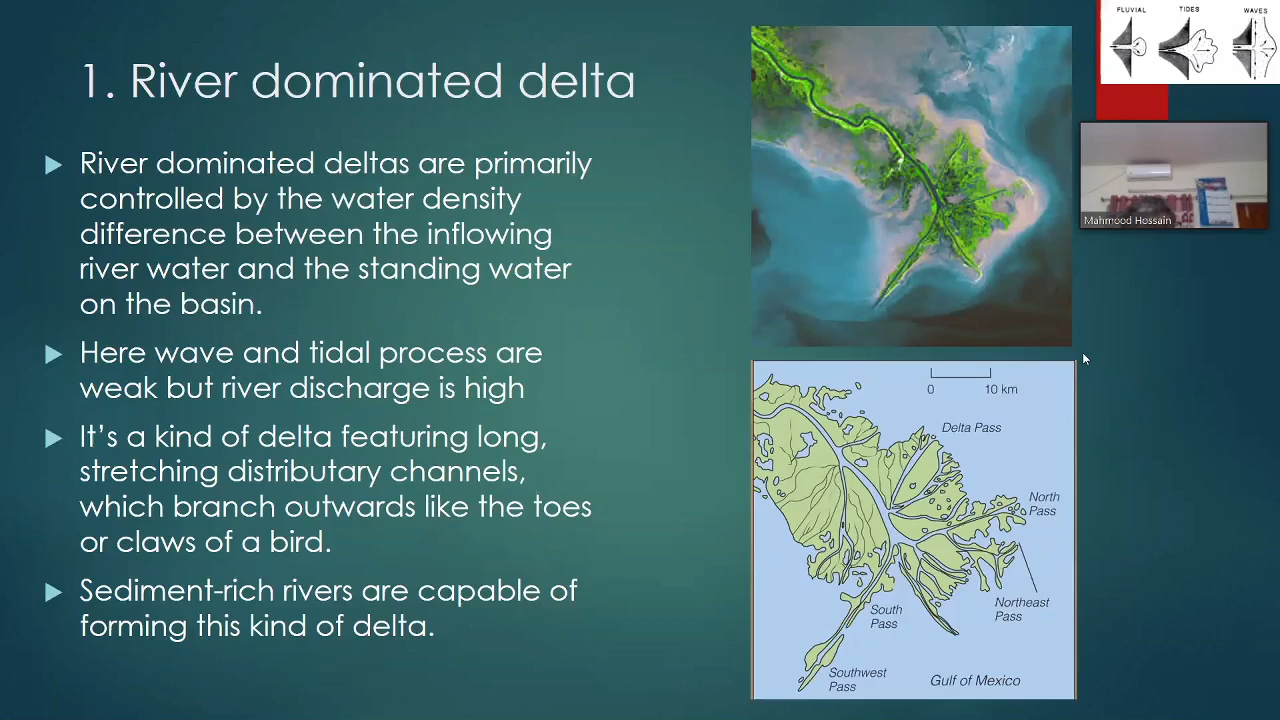 FLUVIAL
TIDES
WAVES
1. River dominated delta
River dominated deltas are primarily
controlled by the water density
difference between the inflowing
river water and the standing water
on the basin.
Here wave and tidal process are
weak but river discharge is high
It's a kind of delta featuring long,
stretching distributary channels,
which branch outwards like the toes
or claws of a bird.
Sediment-rich rivers are capable of
forming this kind of delta.
Mahmood Hossain
0 10 km
Delta Pass
North
Pass
Northeast
Pass
South
Pass
Southwest
Pass
Gulf of Mexico